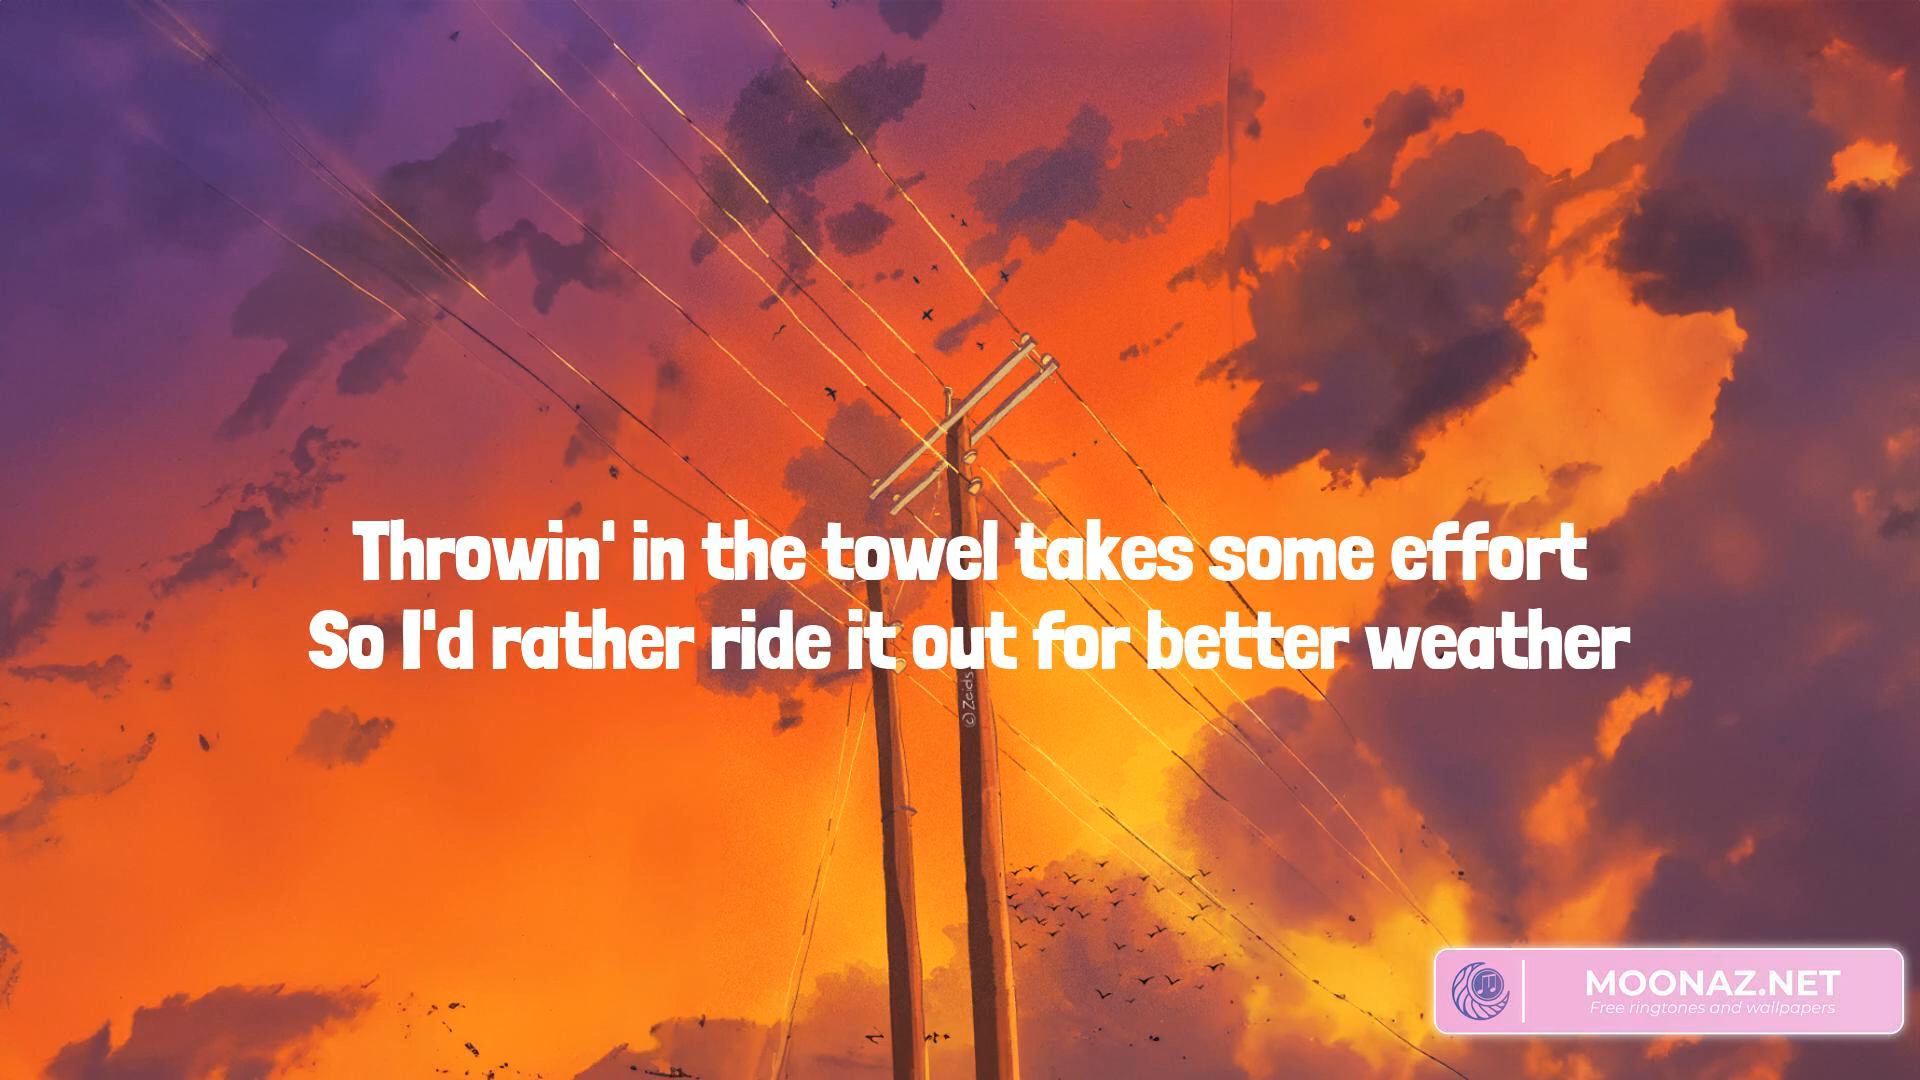 Throwin' in the towel takes some effort
So I'd rather ride it out for better weather
© Zaids
MOONAZ.NET
Free ringtones and wallpapers